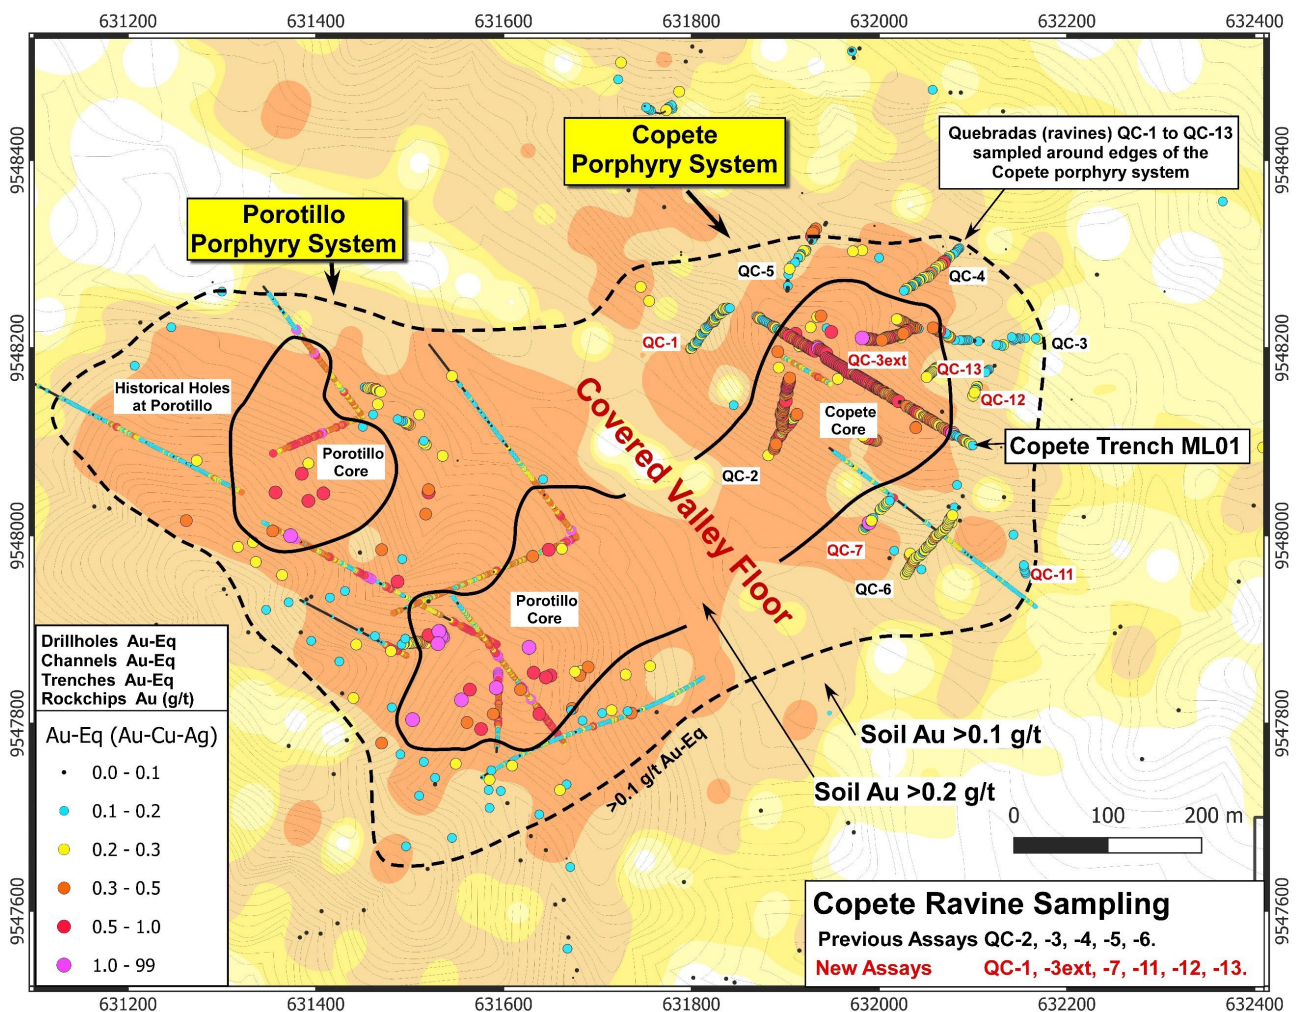 631200 631400 631600 631800 632000 632200 632400
9548400
9548200
9548000
9547800
9547600
9548400
9548200
9548000
9547800
9547600
Copete
Porphyry System
Quebradas (ravines) QC-1 to QC-13
sampled around edges of the
Copete porphyry system
Porotillo
Porphyry System
QC-5
QC-4
QC-1
QC-3
QC-3ext
QC-13
QC-12
Historical Holes
at Porotillo
Copete
Core
Porotillo
Core
Copete Trench ML01
QC-2
Covered Valley Floor
QC-7
QC-11
QC-6
Porotillo
Core
Drillholes Au-Eq
Channels Au-Eq
Trenches Au-Eq
Rockchips Au (g/t)
Au-Eq (Au-Cu-Ag)
0.0 - 0.1
0.1 - 0.2
0.2 - 0.3
0.3 - 0.5
0.5 - 1.0
1.0 - 99
>0.1 g/t Au-Eq
Soil Au >0.1 g/t
Soil Au >0.2 g/t
0 100 200 m
Copete Ravine Sampling
Previous Assays QC-2, -3, -4, -5, -6.
New Assays QC-1, -3ext, -7, -11, -12, -13.
631200 631400 631600 631800 632000 632200 632400